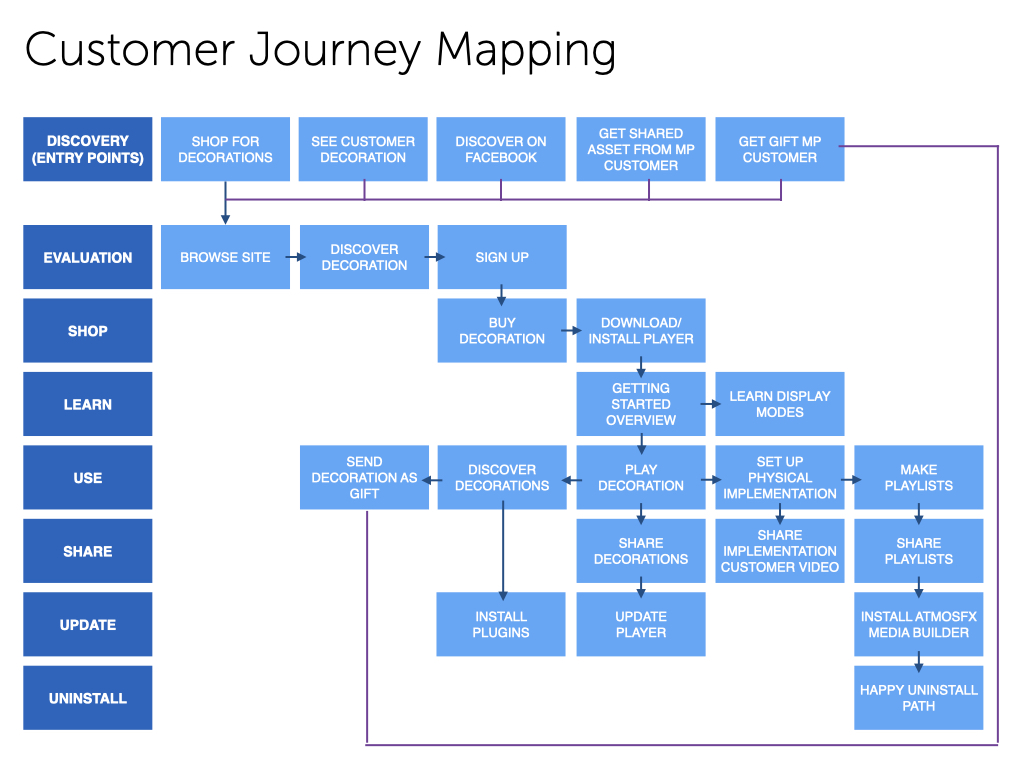 Customer Journey Mapping
DISCOVERY
(ENTRY POINTS)
SHOP FOR
DECORATIONS
SEE CUSTOMER
DECORATION
DISCOVER ON
FACEBOOK
GET SHARED
ASSET FROM MP
CUSTOMER
GET GIFT MP
CUSTOMER
EVALUATION
BROWSE SITE
DISCOVER
DECORATION
SIGN UP
SHOP
BUY
DECORATION
DOWNLOAD/
INSTALL PLAYER
LEARN
GETTING
STARTED
OVERVIEW
LEARN DISPLAY
MODES
USE
SEND
DECORATION AS
GIFT
DISCOVER
DECORATIONS
PLAY
DECORATION
SET UP
PHYSICAL
IMPLEMENTATION
MAKE
PLAYLISTS
SHARE
SHARE
DECORATIONS
SHARE
IMPLEMENTATION
CUSTOMER VIDEO
SHARE
PLAYLISTS
UPDATE
INSTALL
PLUGINS
UPDATE
PLAYER
INSTALL ATMOSFX
MEDIA BUILDER
UNINSTALL
HAPPY UNINSTALL
PATH